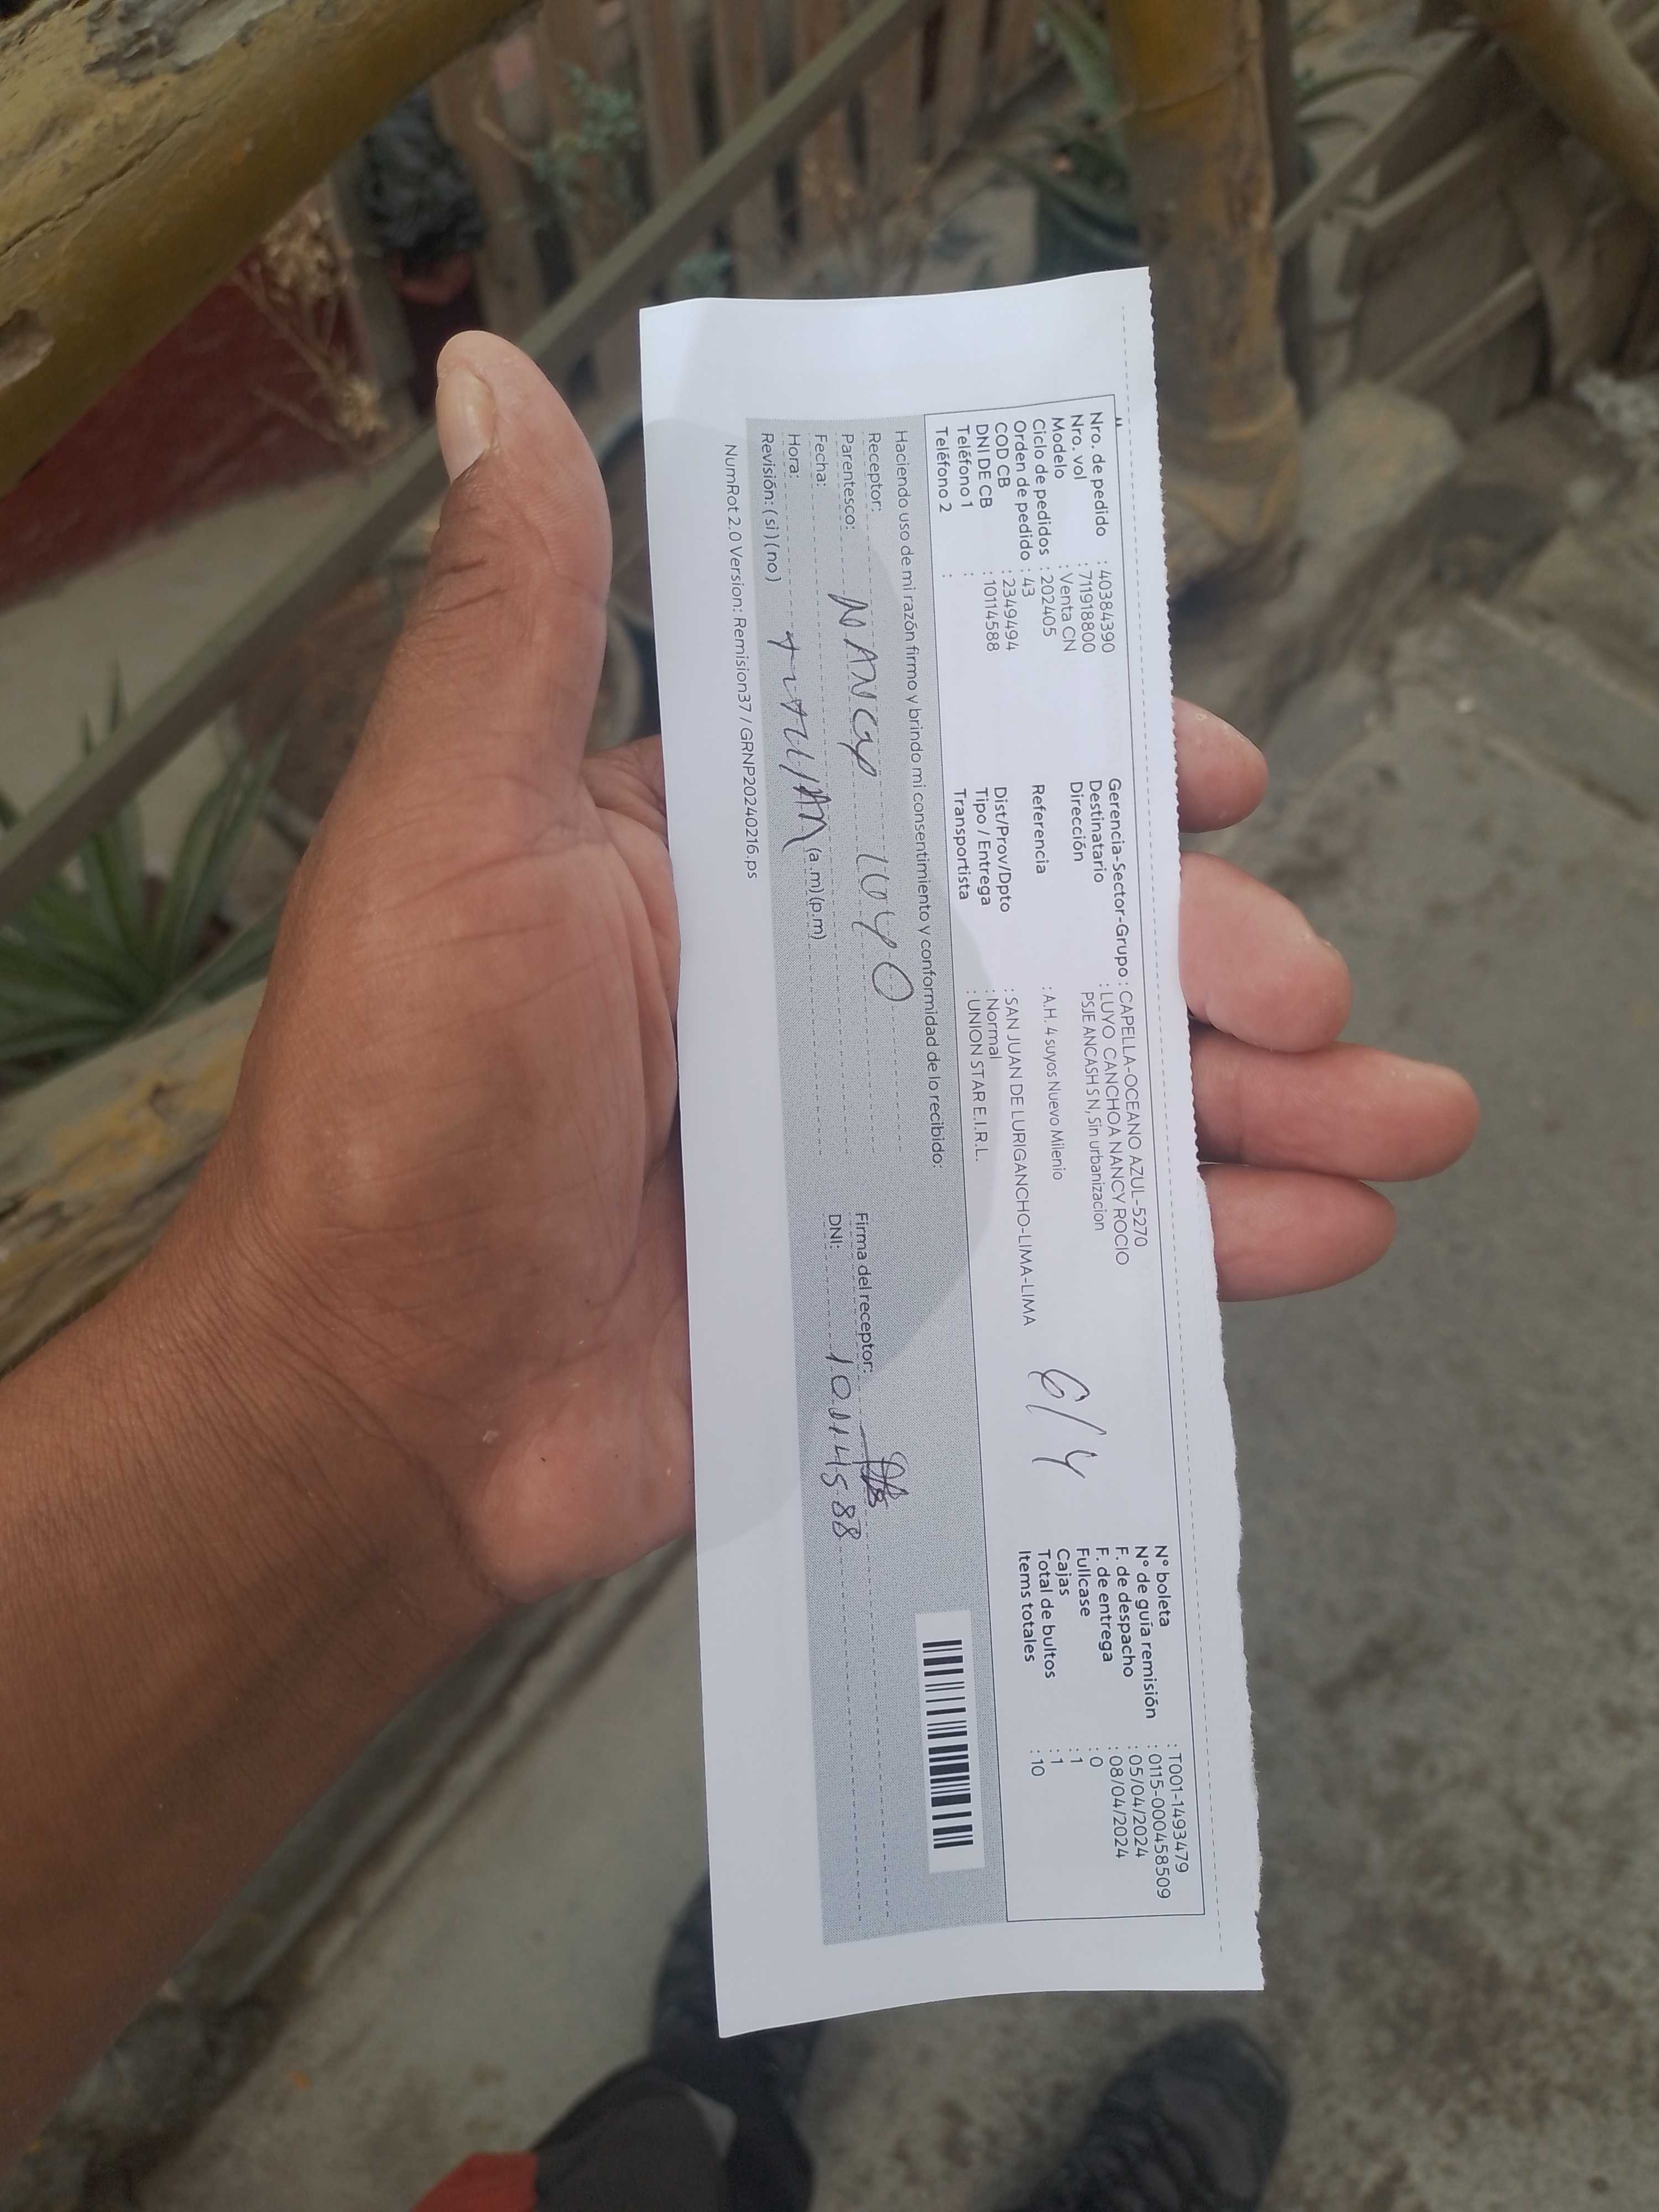 Nro. de pedido : 40384390
Nro. vol : 71918800
Modelo : Venta CN
Ciclo de pedidos : 202405
Orden de pedido : 43
COD CB : 2349494
DNI DE CB : 10114588
Teléfono 1 :
Teléfono 2 :
Gerencia-Sector-Grupo : CAPELLA-OCEANO AZUL-5270
Destinatario : LUYO CANCHOA NANCY ROCIO
Dirección PSJE ANCASH S N, Sin urbanizacion
Referencia : A.H. 4 suyos Nuevo Milenio
Dist/Prov/Dpto : SAN JUAN DE LURIGANCHO-LIMA-LIMA
Tipo / Entrega : Normal
Transportista : UNION STAR E.I.R.L.
6/4
N° boleta : T001-1493479
N° de guía remisión : 0115-000458509
F. de despacho : 05/04/2024
F. de entrega : 08/04/2024
Fullcase : 0
Cajas : 1
Total de bultos : 1
Items totales : 10
Haciendo uso de mi razón firmo y brindo mi consentimiento y conformidad de lo recibido:
Receptor: NANCY LUYO
Parentesco:
Fecha:
Hora: (a.m)(p.m)
Revisión: (si)(no)
Firma del receptor:
DNI: 10114588
NumRot 2.0 Version: Remision37 / GRNP20240216.ps